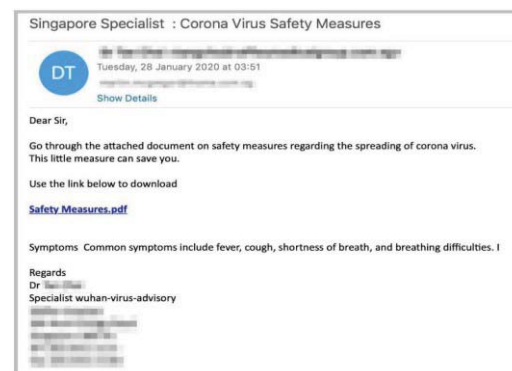 Singapore Specialist : Corona Virus Safety Measures
DT
Tuesday, 28 January 2020 at 03:51
Show Details
Dear Sir,
Go through the attached document on safety measures regarding the spreading of corona virus.
This little measure can save you.
Use the link below to download
Safety Measures.pdf
Symptoms Common symptoms include fever, cough, shortness of breath, and breathing difficulties. I
Regards
Dr
Specialist wuhan-virus-advisory